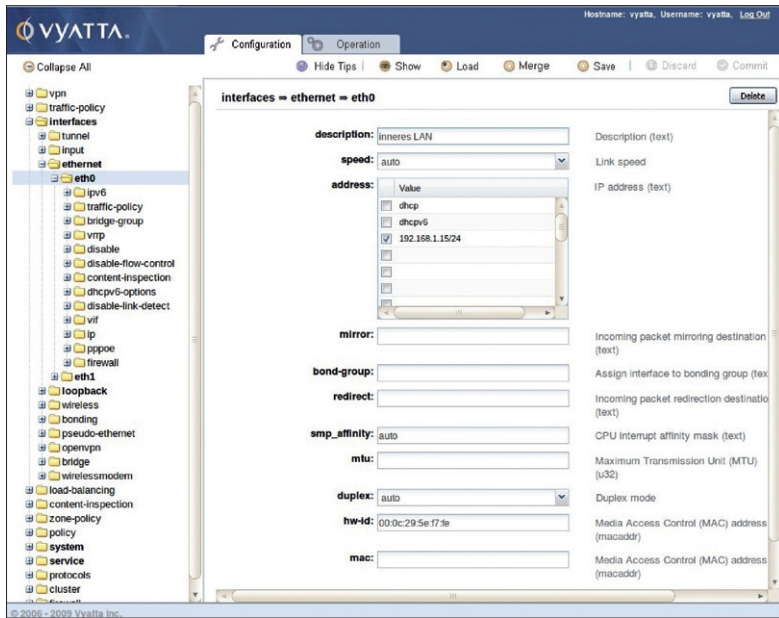 Hostname: vyatta, Username: vyatta, Log Out
VYATTA.
Configuration
Operation
Collapse All
Hide Tips
Show
Load
Merge
Save
Discard
Commit
vpn
traffic-policy
interfaces
tunnel
input
ethernet
eth0
ipv6
traffic-policy
bridge-group
vrrp
disable
disable-flow-control
content-inspection
dhcpv6-options
disable-link-detect
vif
ip
pppoe
firewall
eth1
loopback
wireless
bonding
pseudo-ethernet
openvpn
bridge
wirelessmodem
load-balancing
content-inspection
zone-policy
policy
system
service
protocols
cluster
interfaces ⇒ ethernet ⇒ eth0
Delete
description: inneres LAN Description (text)
speed: auto Link speed
address: Value IP address (text)
dhcp
dhcpv6
192.168.1.15/24
mirror: Incoming packet mirroring destination
(text)
bond-group: Assign interface to bonding group (tex
redirect: Incoming packet redirection destinatio
(text)
smp_affinity: auto CPU interrupt affinity mask (text)
mtu: Maximum Transmission Unit (MTU)
(u32)
duplex: auto Duplex mode
hw-id: 00:0c:29:5e:f7:fe Media Access Control (MAC) address
(macaddr)
mac: Media Access Control (MAC) address
(macaddr)
© 2006 - 2009 Vyatta Inc.